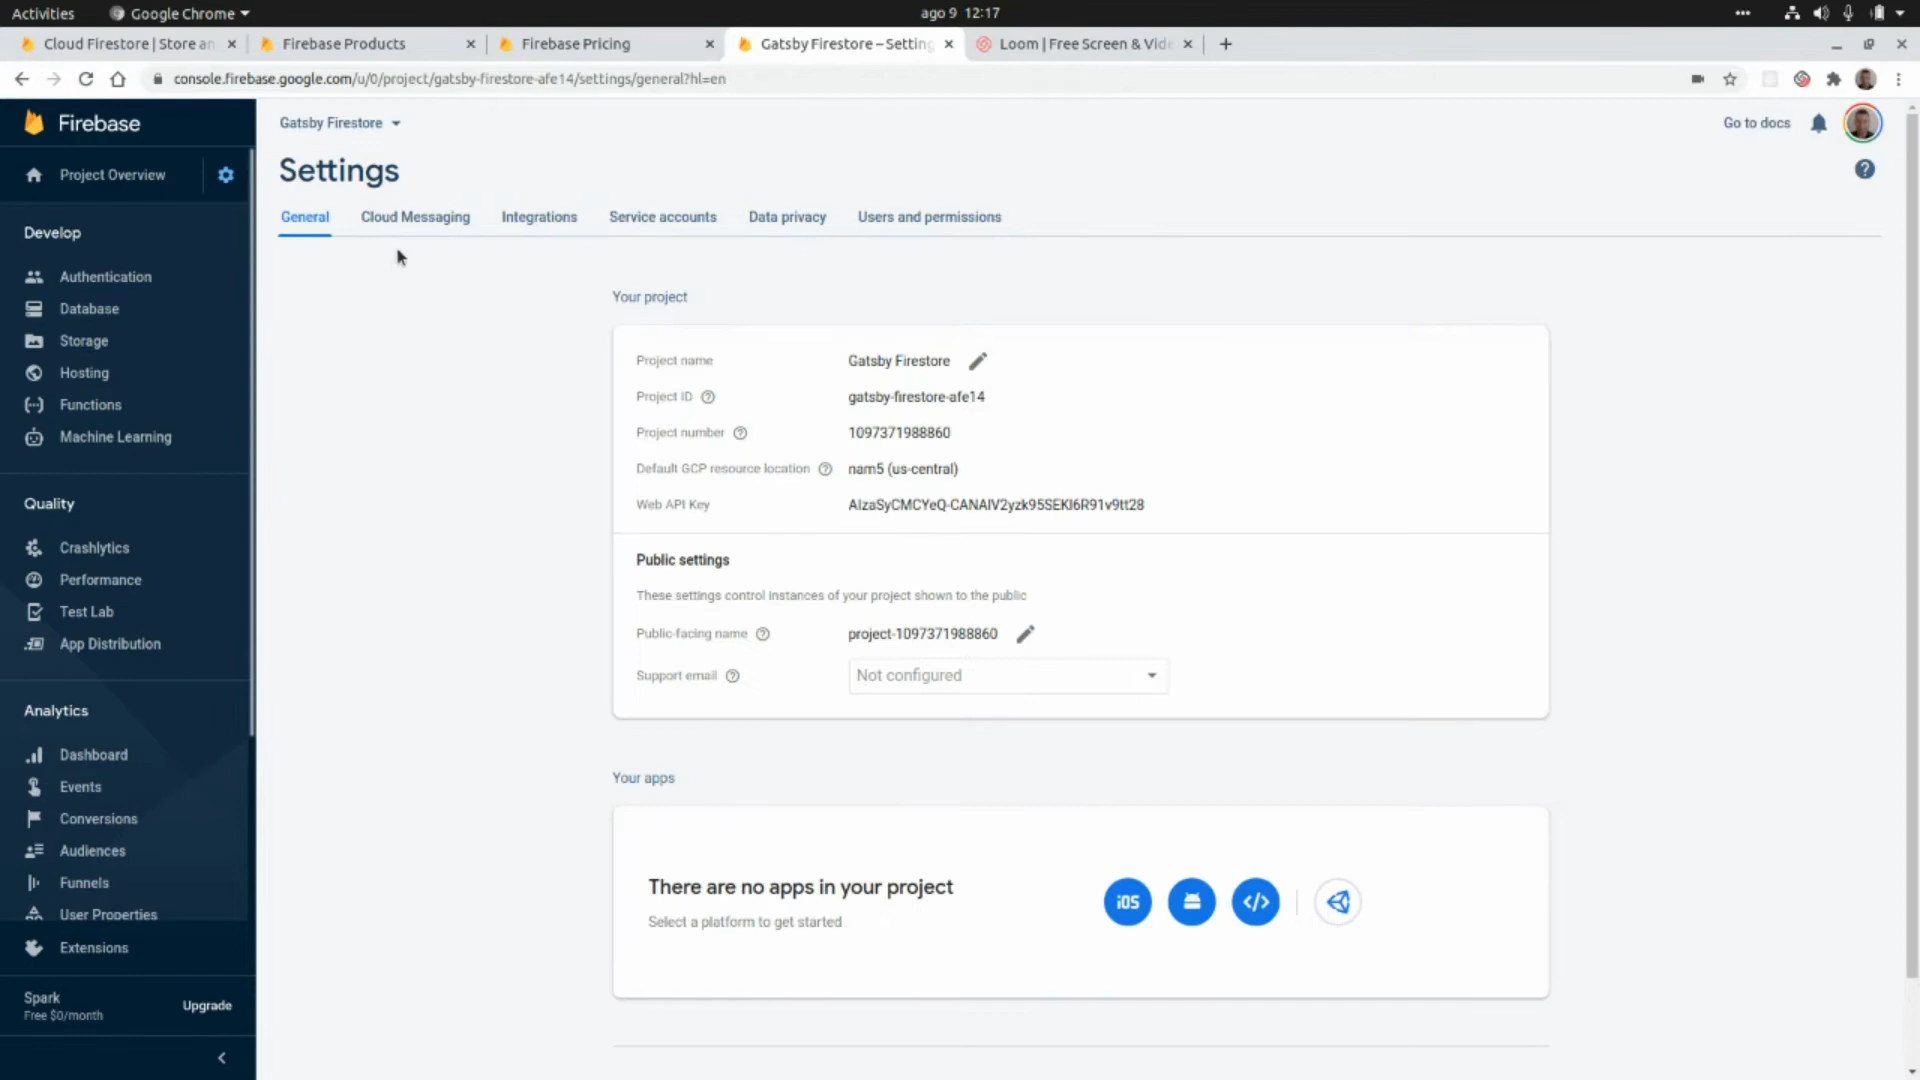 Activities
Google Chrome
ago 9 12:17
Cloud Firestore | Store an
Firebase Products
Firebase Pricing
Gatsby Firestore – Setting
Loom | Free Screen & Vide
console.firebase.google.com/u/0/project/gatsby-firestore-afe14/settings/general?hl=en
Firebase
Gatsby Firestore
Go to docs
Project Overview
Settings
General
Cloud Messaging
Integrations
Service accounts
Data privacy
Users and permissions
Develop
Authentication
Database
Storage
Hosting
Functions
Machine Learning
Quality
Crashlytics
Performance
Test Lab
App Distribution
Analytics
Dashboard
Events
Conversions
Audiences
Funnels
User Properties
Extensions
Spark
Free $0/month
Upgrade
Your project
Project name
Gatsby Firestore
Project ID
gatsby-firestore-afe14
Project number
1097371988860
Default GCP resource location
nam5 (us-central)
Web API Key
AIzaSyCMCYeQ-CANAIV2yzk95SEKI6R91v9tt28
Public settings
These settings control instances of your project shown to the public
Public-facing name
project-1097371988860
Support email
Not configured
Your apps
There are no apps in your project
Select a platform to get started
iOS